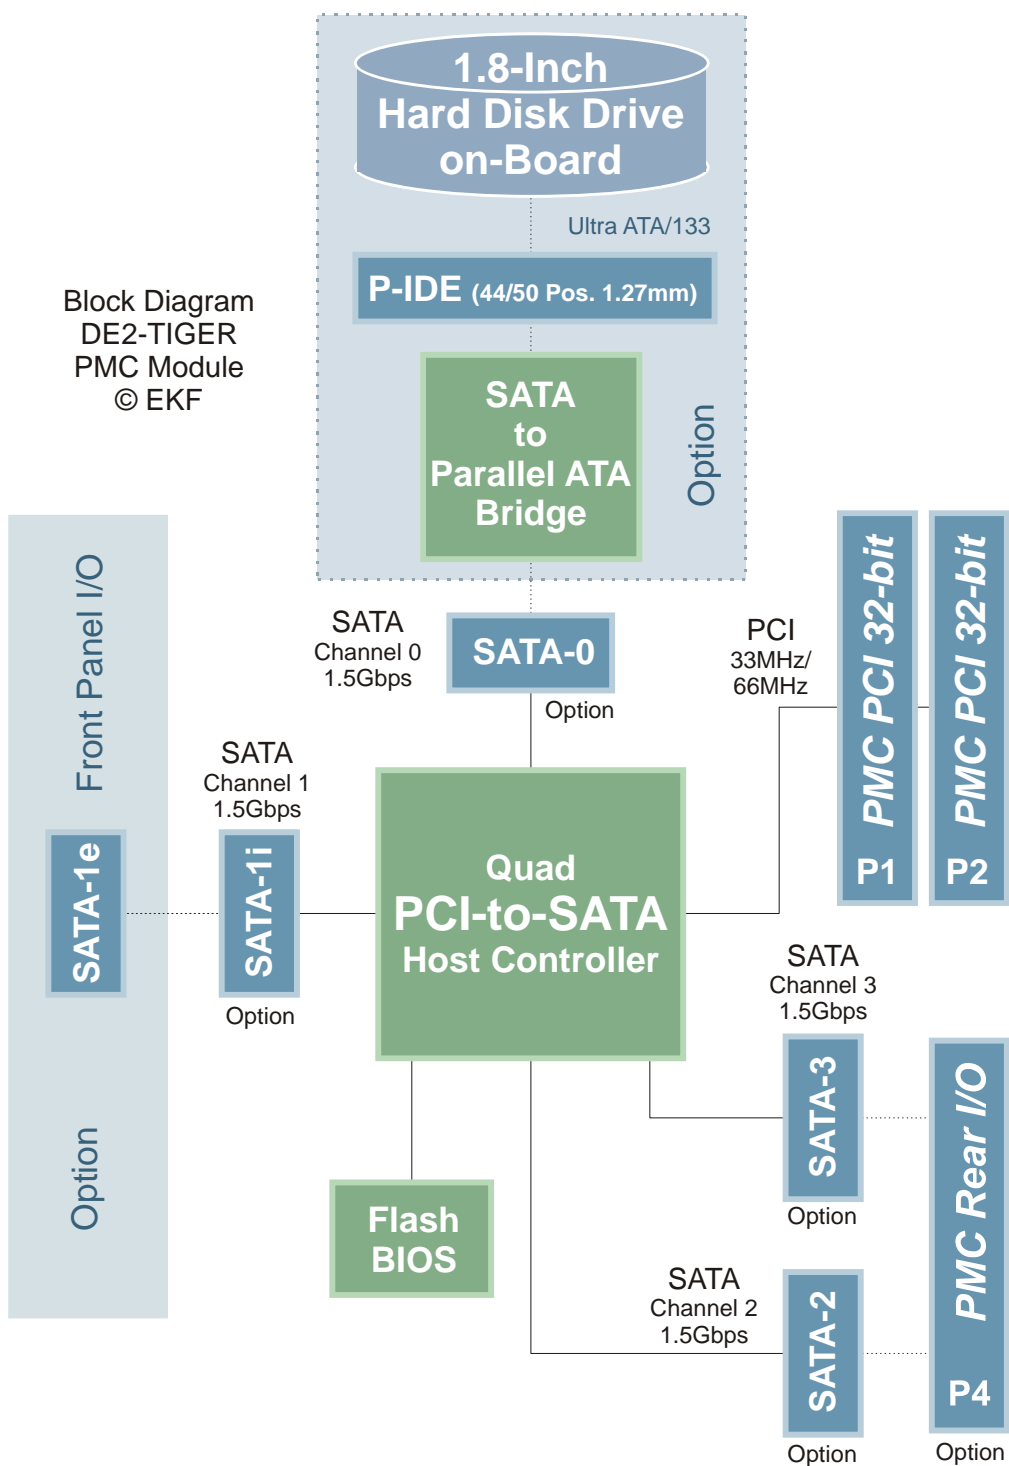 1.8-Inch
Hard Disk Drive
on-Board
Ultra ATA/133
P-IDE (44/50 Pos. 1.27mm)
Block Diagram
DE2-TIGER
PMC Module
© EKF
SATA
to
Parallel ATA
Bridge
Option
Front Panel I/O
SATA
Channel 0
1.5Gbps
SATA-0
Option
PCI
33MHz/
66MHz
PMC PCI 32-bit
P1
PMC PCI 32-bit
P2
SATA
Channel 1
1.5Gbps
SATA-1e
SATA-1i
Option
Quad
PCI-to-SATA
Host Controller
SATA
Channel 3
1.5Gbps
SATA-3
Option
PMC Rear I/O
P4
Option
Option
Flash
BIOS
SATA
Channel 2
1.5Gbps
SATA-2
Option